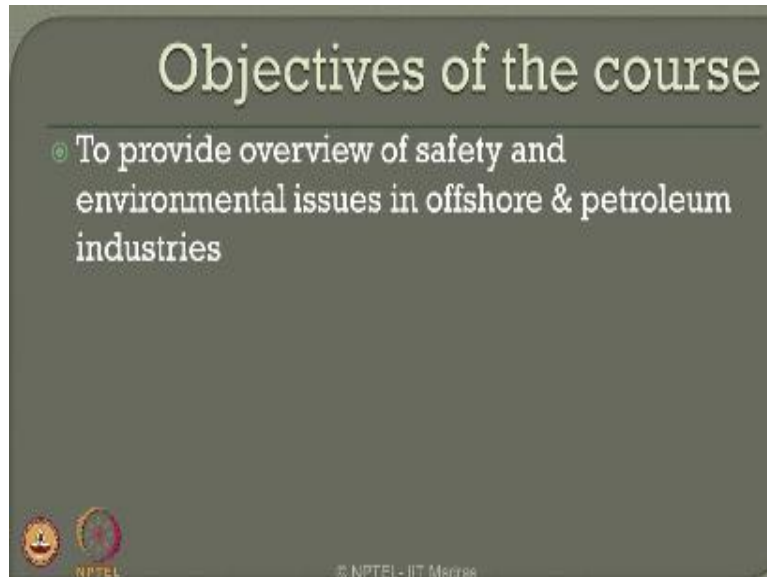 Objectives of the course
To provide overview of safety and
environmental issues in offshore & petroleum
industries
NPTEL
© NPTEL - IIT Madras